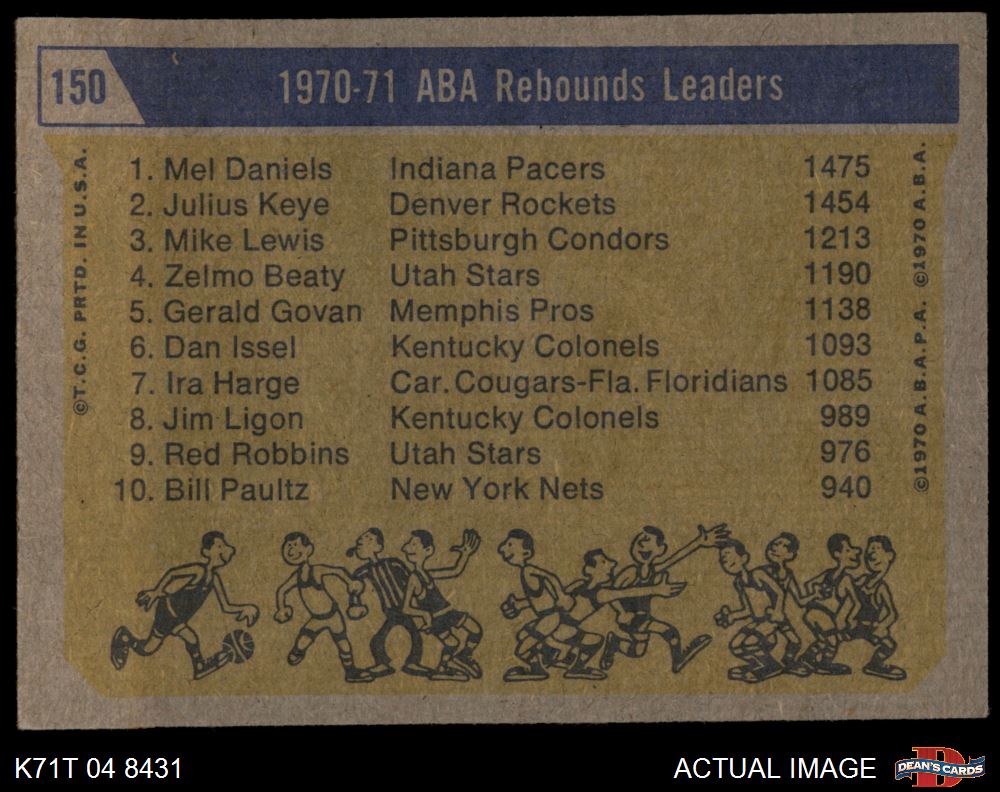 150 1970-71 ABA Rebounds Leaders
1. Mel Daniels Indiana Pacers 1475
2. Julius Keye Denver Rockets 1454
3. Mike Lewis Pittsburgh Condors 1213
4. Zelmo Beaty Utah Stars 1190
5. Gerald Govan Memphis Pros 1138
6. Dan Issel Kentucky Colonels 1093
7. Ira Harge Car. Cougars-Fla. Floridians 1085
8. Jim Ligon Kentucky Colonels 989
9. Red Robbins Utah Stars 976
10. Bill Paultz New York Nets 940
©T.C.G. PRTD. IN U.S.A.
©1970 A.B.A.P.A. ©1970 A.B.A.
K71T 04 8431
ACTUAL IMAGE
D
DEAN'S CARDS